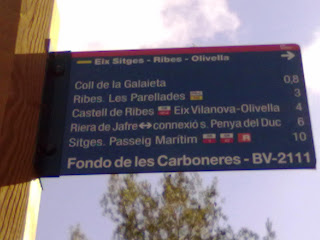 Eix Sitges - Ribes - Olivella
Coll de la Galaieta 0,8
Ribes. Les Parellades 3
Castell de Ribes Eix Vilanova-Olivella 4
Riera de Jafre ↔ connexió s. Penya del Duc 6
Sitges. Passeig Marítim 10
Fondo de les Carboneres - BV-2111